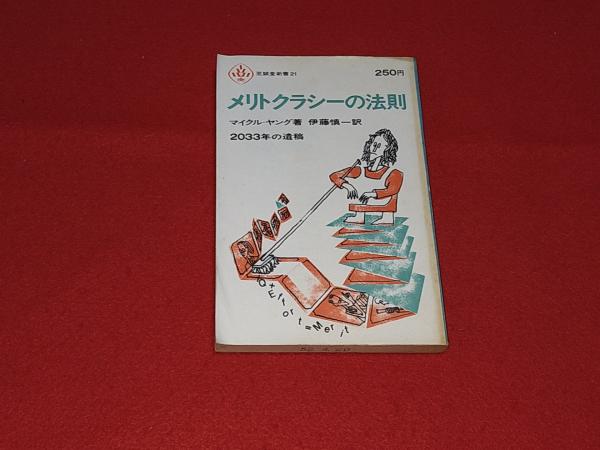 至誠堂新書21
250円
メリトクラシーの法則
マイクル・ヤング著 伊藤慎一訳
2033年の遺稿
Q+Effort=Merit